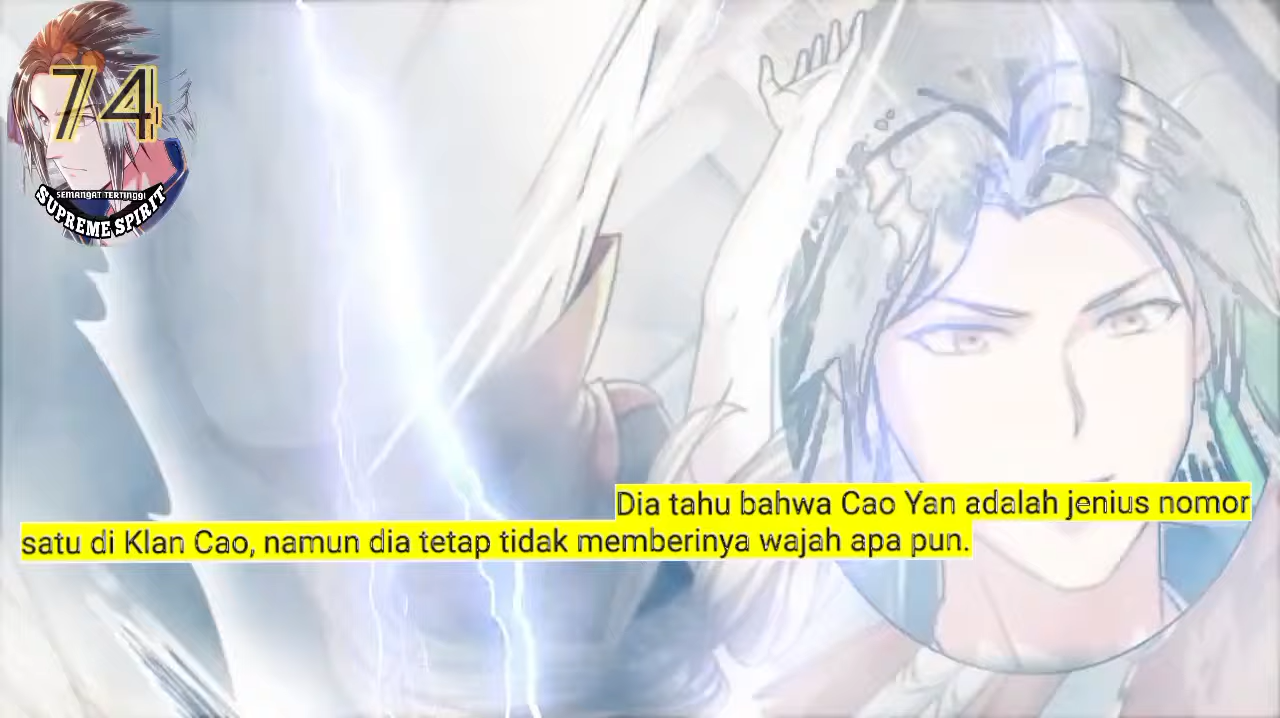 74
SEMANGAT TERTINGGI
SUPREME SPIRIT
Dia tahu bahwa Cao Yan adalah jenius nomor
satu di Klan Cao, namun dia tetap tidak memberinya wajah apa pun.